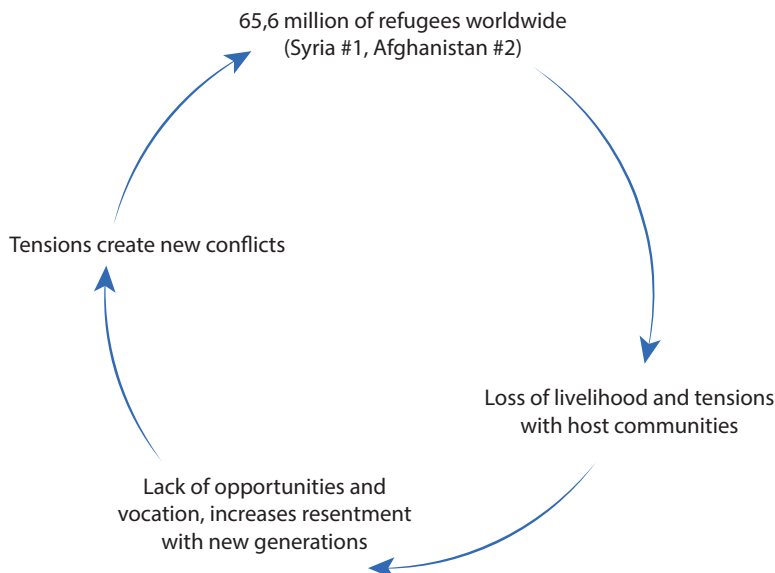 65,6 million of refugees worldwide
(Syria #1, Afghanistan #2)
Loss of livelihood and tensions
with host communities
Lack of opportunities and
vocation, increases resentment
with new generations
Tensions create new conflicts